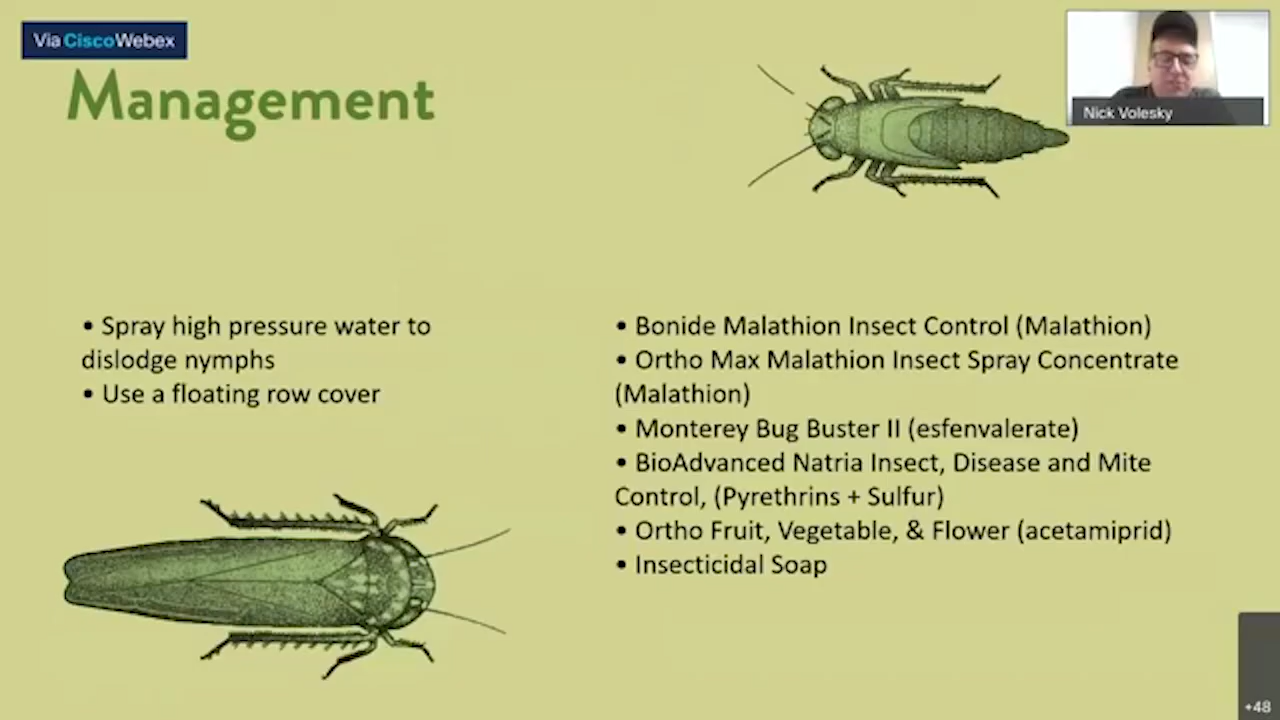 Via Cisco Webex
Management
Nick Volesky
• Spray high pressure water to
dislodge nymphs
• Use a floating row cover
• Bonide Malathion Insect Control (Malathion)
• Ortho Max Malathion Insect Spray Concentrate
(Malathion)
• Monterey Bug Buster II (esfenvalerate)
• BioAdvanced Natria Insect, Disease and Mite
Control, (Pyrethrins + Sulfur)
• Ortho Fruit, Vegetable, & Flower (acetamiprid)
• Insecticidal Soap
+48